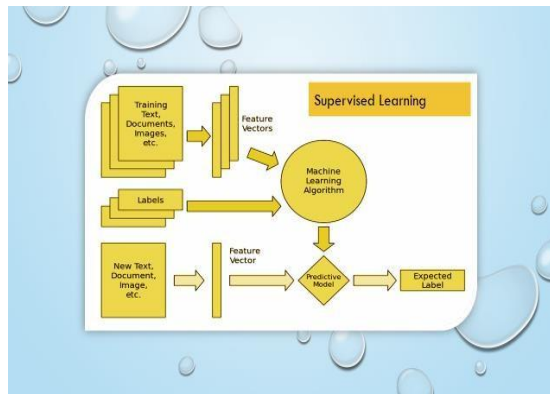 Supervised Learning
Training
Text,
Documents,
Images,
etc.
Feature
Vectors
Machine
Learning
Algorithm
Labels
New Text,
Document,
Image,
etc.
Feature
Vector
Predictive
Model
Expected
Label